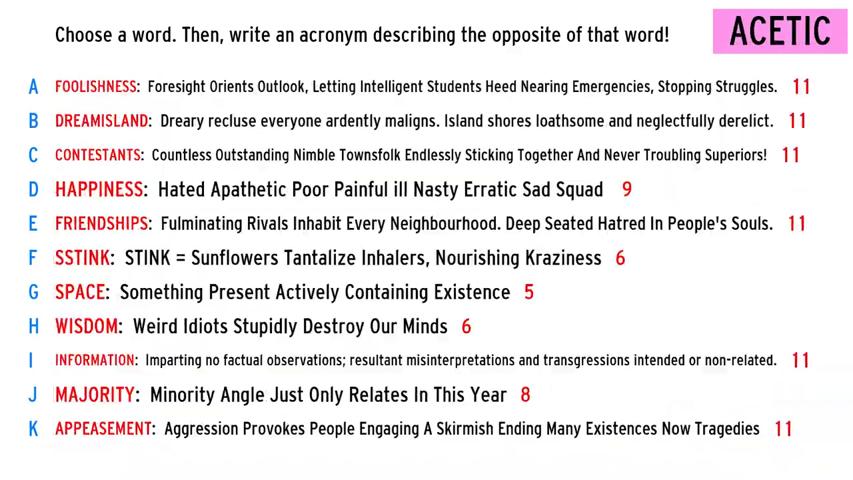 Choose a word. Then, write an acronym describing the opposite of that word!
ACETIC
A FOOLISHNESS: Foresight Orients Outlook, Letting Intelligent Students Heed Nearing Emergencies, Stopping Struggles. 11
B DREAMISLAND: Dreary recluse everyone ardently maligns. Island shores loathsome and neglectfully derelict. 11
C CONTESTANTS: Countless Outstanding Nimble Townsfolk Endlessly Sticking Together And Never Troubling Superiors! 11
D HAPPINESS: Hated Apathetic Poor Painful ill Nasty Erratic Sad Squad 9
E FRIENDSHIPS: Fulminating Rivals Inhabit Every Neighbourhood. Deep Seated Hatred In People's Souls. 11
F SSTINK: STINK = Sunflowers Tantalize Inhalers, Nourishing Kraziness 6
G SPACE: Something Present Actively Containing Existence 5
H WISDOM: Weird Idiots Stupidly Destroy Our Minds 6
I INFORMATION: Imparting no factual observations; resultant misinterpretations and transgressions intended or non-related. 11
J MAJORITY: Minority Angle Just Only Relates In This Year 8
K APPEASEMENT: Aggression Provokes People Engaging A Skirmish Ending Many Existences Now Tragedies 11